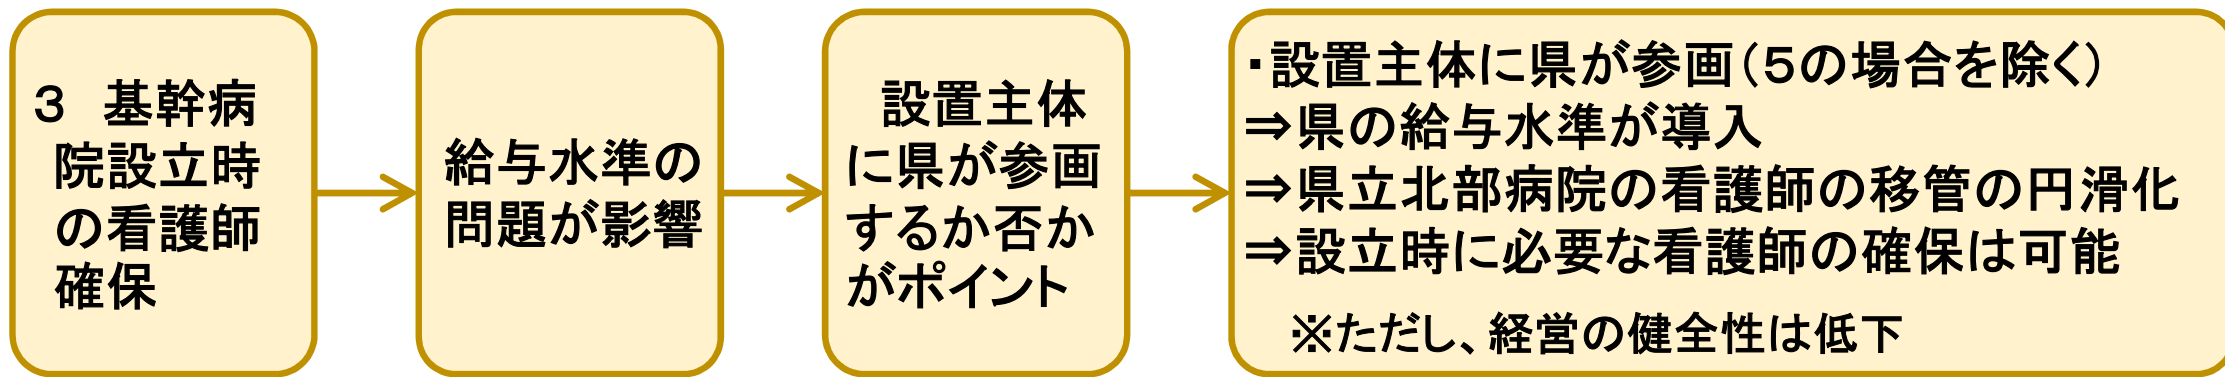 ３　基幹病
院設立時
の看護師
確保
給与水準の
問題が影響
設置主体
に県が参画
するか否か
がポイント
・設置主体に県が参画（５の場合を除く）
⇒県の給与水準が導入
⇒県立北部病院の看護師の移管の円滑化
⇒設立時に必要な看護師の確保は可能
※ただし、経営の健全性は低下